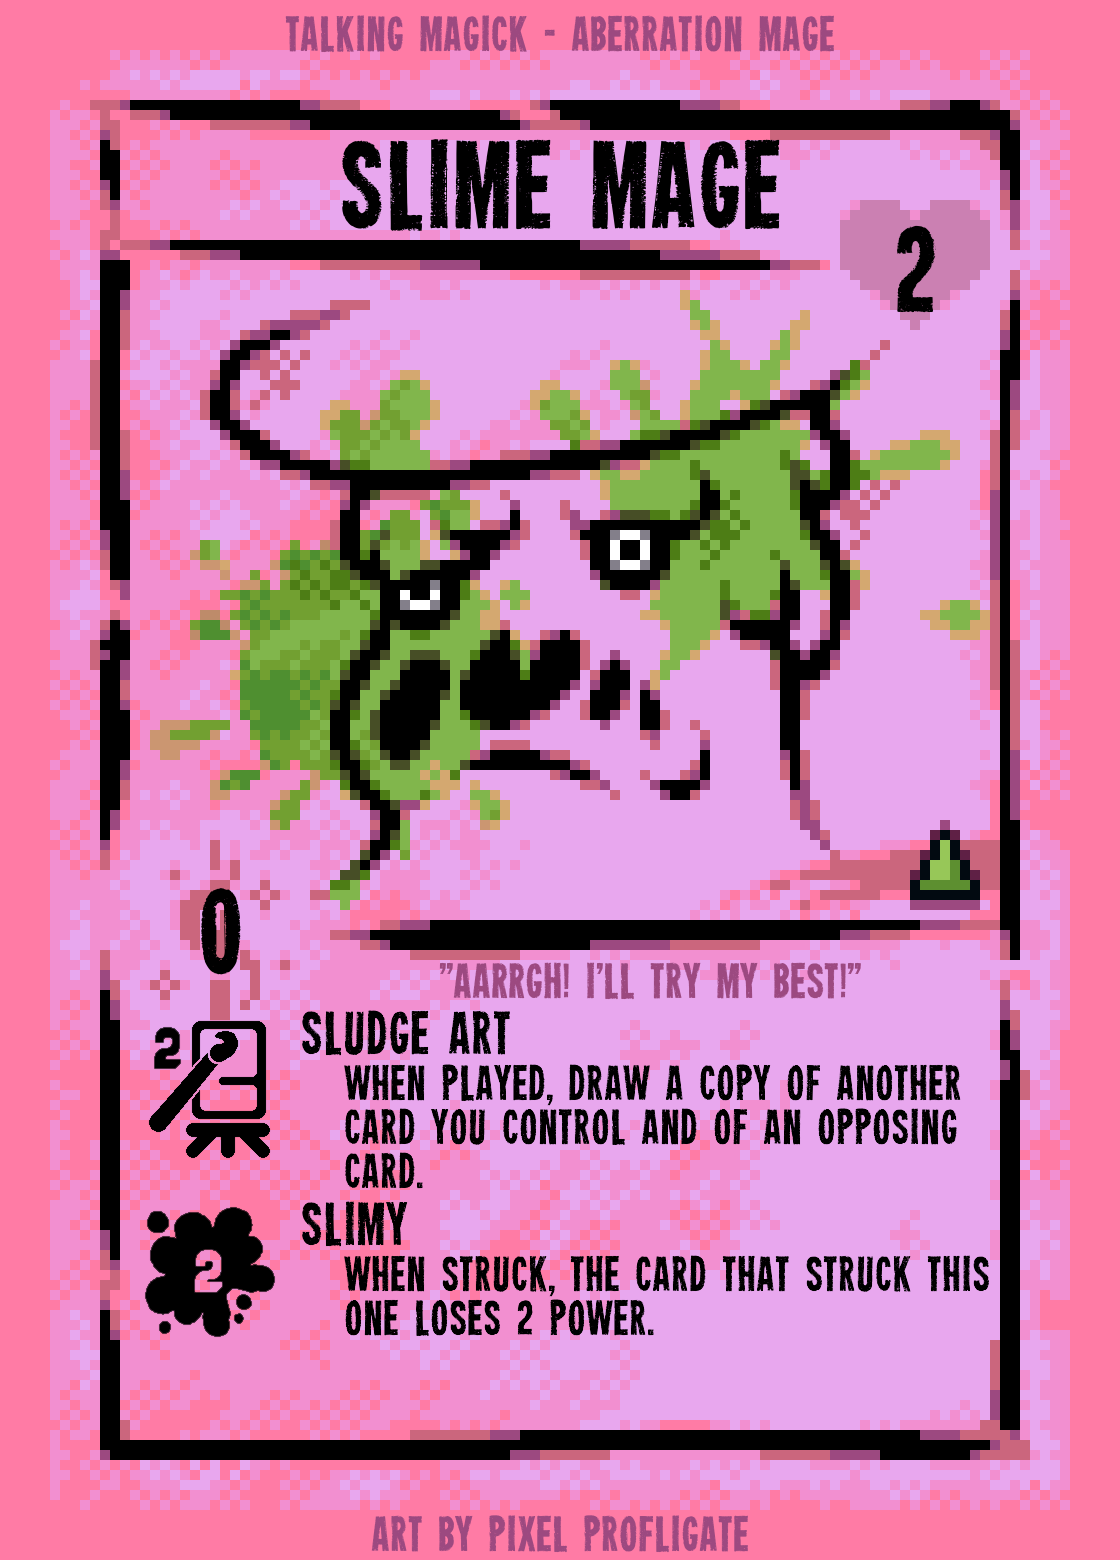 TALKING MAGICK - ABERRATION MAGE
SLIME MAGE
2
0
"AARRGH! I'LL TRY MY BEST!"
2
SLUDGE ART
WHEN PLAYED, DRAW A COPY OF ANOTHER
CARD YOU CONTROL AND OF AN OPPOSING
CARD.
SLIMY
2
WHEN STRUCK, THE CARD THAT STRUCK THIS
ONE LOSES 2 POWER.
ART BY PIXEL PROFLIGATE